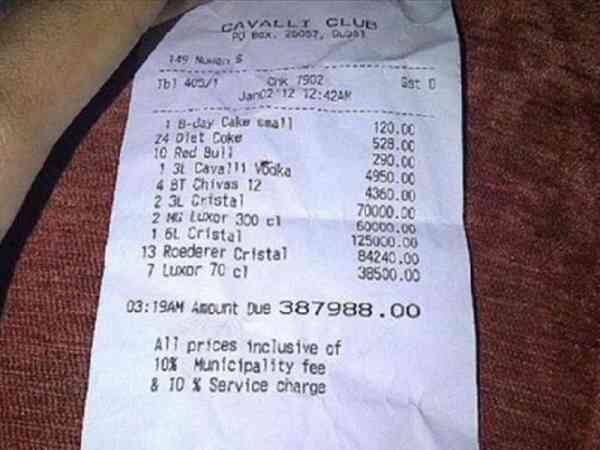 CAVALLI CLUB
PO Box. 26057, DUBAI
149 Nuwan S
Tbl 405/1 Chk 7902 Gst 0
Jan02'12 12:42AM
1 B-day Cake small 120.00
24 Diet Coke 528.00
10 Red Bull 290.00
1 3L Cavalli Vodka 4950.00
4 BT Chivas 12 4360.00
2 3L Cristal 70000.00
2 MG Luxor 300 cl 60000.00
1 6L Cristal 125000.00
13 Roederer Cristal 84240.00
7 Luxor 70 cl 38500.00
03:19AM Amount Due 387988.00
All prices inclusive of
10% Municipality fee
& 10 % Service charge